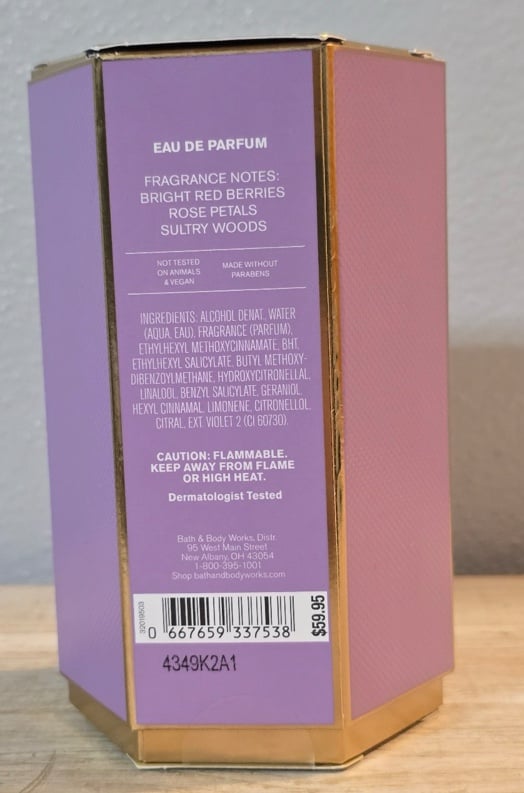 EAU DE PARFUM
FRAGRANCE NOTES:
BRIGHT RED BERRIES
ROSE PETALS
SULTRY WOODS
NOT TESTED
ON ANIMALS
& VEGAN
MADE WITHOUT
PARABENS
INGREDIENTS: ALCOHOL DENAT., WATER
(AQUA, EAU), FRAGRANCE (PARFUM),
ETHYLHEXYL METHOXYCINNAMATE, BHT,
ETHYLHEXYL SALICYLATE, BUTYL METHOXY-
DIBENZOYLMETHANE, HYDROXYCITRONELLAL,
LINALOOL, BENZYL SALICYLATE, GERANIOL,
HEXYL CINNAMAL, LIMONENE, CITRONELLOL,
CITRAL, EXT. VIOLET 2 (CI 60730).
CAUTION: FLAMMABLE.
KEEP AWAY FROM FLAME
OR HIGH HEAT.
Dermatologist Tested
Bath & Body Works, Distr.
95 West Main Street
New Albany, OH 43054
1-800-395-1001
Shop bathandbodyworks.com
0 667659 337538
$59.95
4349K2A1